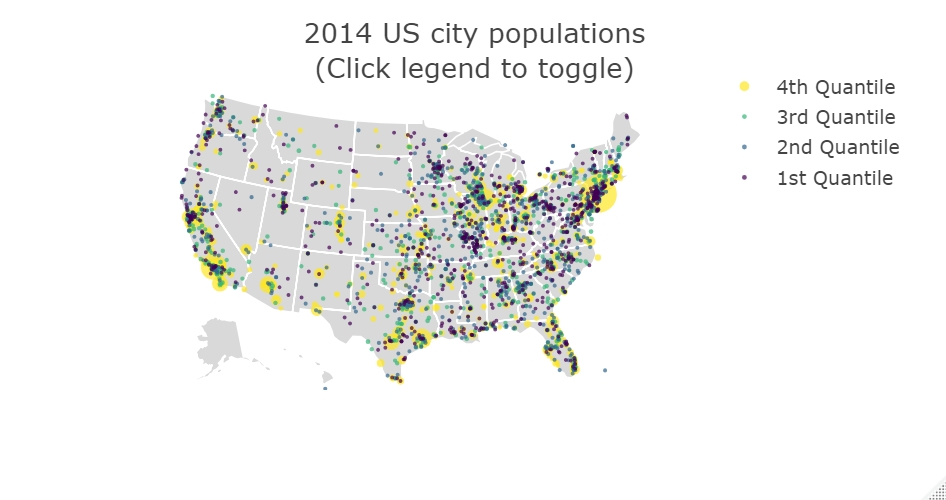 2014 US city populations
(Click legend to toggle)
4th Quantile
3rd Quantile
2nd Quantile
1st Quantile